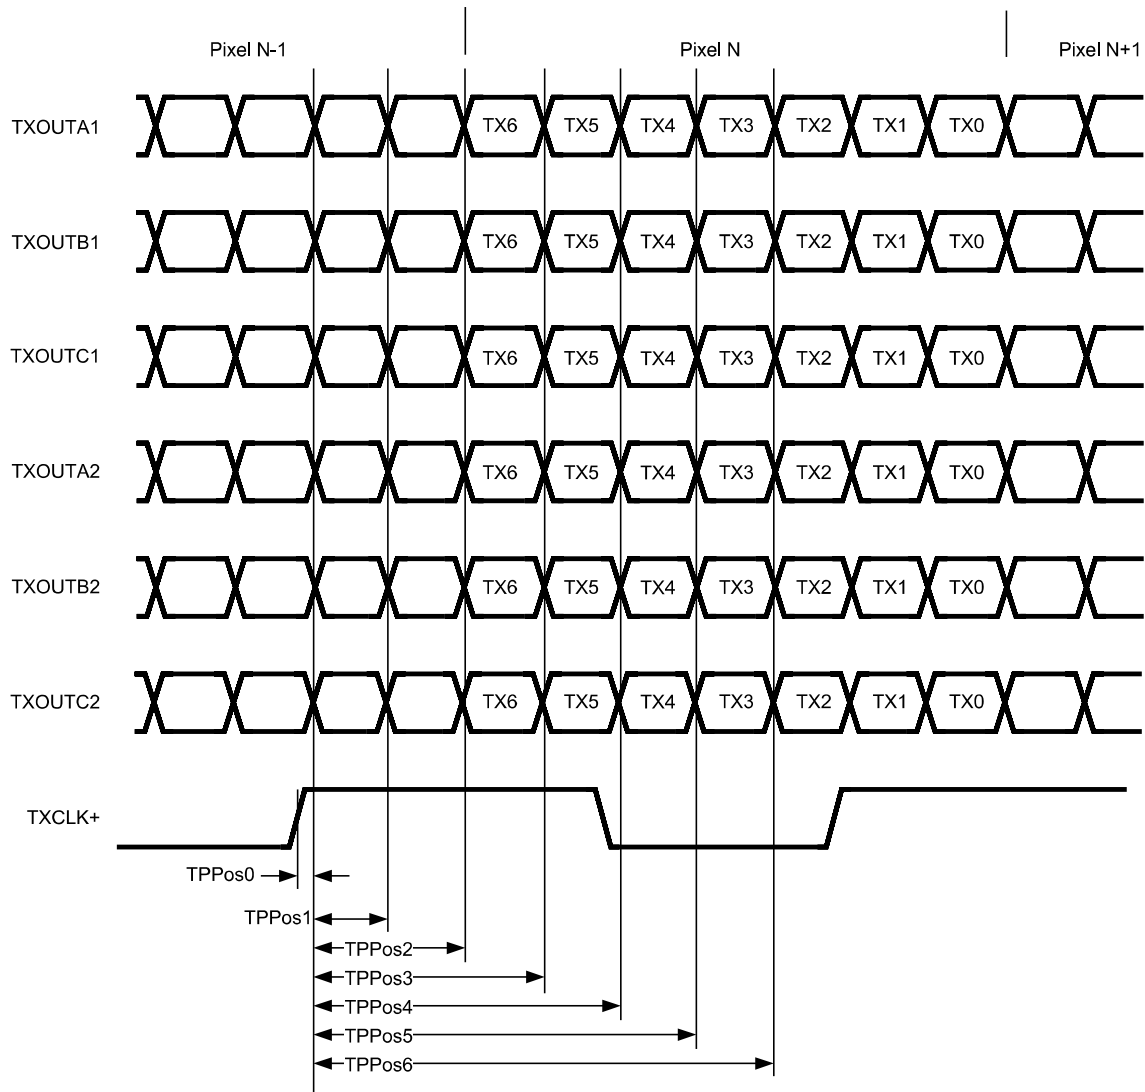 Pixel N-1 Pixel N Pixel N+1
TXOUTA1 TX6 TX5 TX4 TX3 TX2 TX1 TX0
TXOUTB1 TX6 TX5 TX4 TX3 TX2 TX1 TX0
TXOUTC1 TX6 TX5 TX4 TX3 TX2 TX1 TX0
TXOUTA2 TX6 TX5 TX4 TX3 TX2 TX1 TX0
TXOUTB2 TX6 TX5 TX4 TX3 TX2 TX1 TX0
TXOUTC2 TX6 TX5 TX4 TX3 TX2 TX1 TX0
TXCLK+
TPPos0
TPPos1
TPPos2
TPPos3
TPPos4
TPPos5
TPPos6